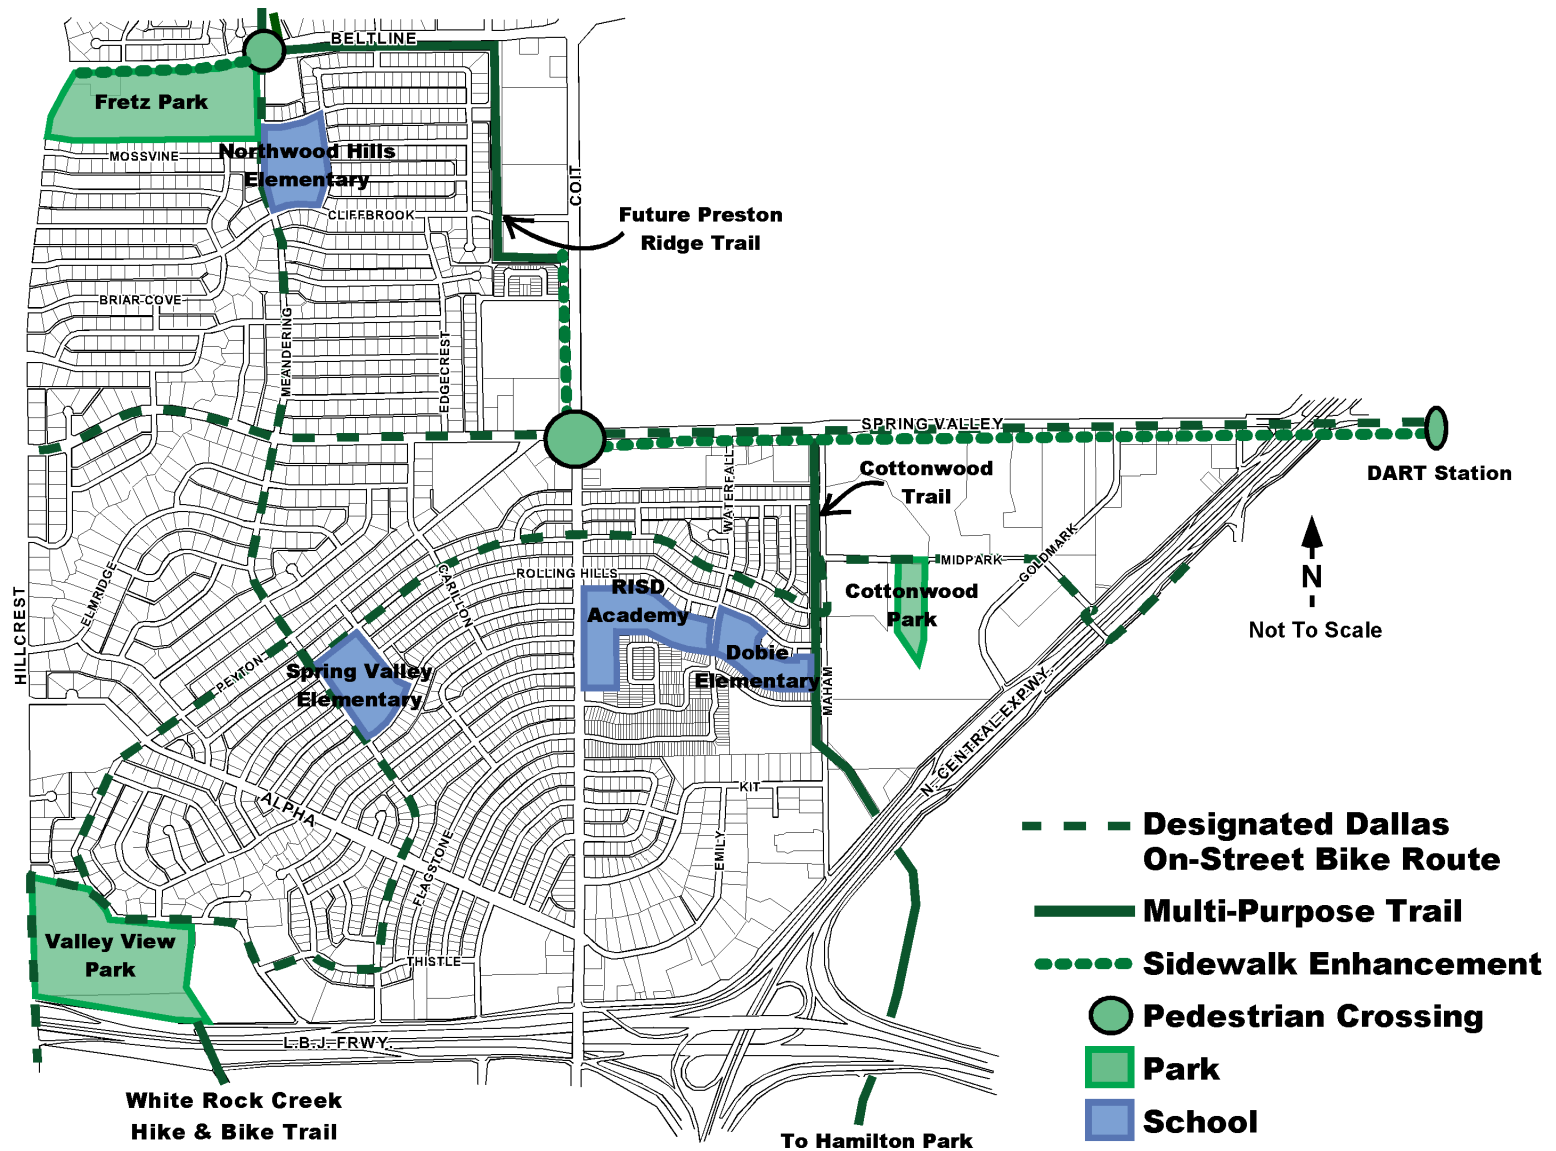 BELTLINE
Fretz Park
MOSSVINE
Northwood Hills
Elementary
COIT
CLIFFBROOK
Future Preston
Ridge Trail
BRIAR COVE
MEANDERING
EDGECREST
SPRING VALLEY
DART Station
Cottonwood
Trail
WATERFALL
MIDPARK
GOLDMARK
N
Not To Scale
ELMRIDGE
CARILLON
ROLLING HILLS
RISD
Academy
Cottonwood
Park
HILLCREST
PEYTON
Spring Valley
Elementary
Dobie
Elementary
MAHAM
N. CENTRAL EXPWY.
KIT
ALPHA
EMILY
FLAGSTONE
Valley View
Park
THISTLE
L.B.J. FRWY.
White Rock Creek
Hike & Bike Trail
To Hamilton Park
Designated Dallas
On-Street Bike Route
Multi-Purpose Trail
Sidewalk Enhancement
Pedestrian Crossing
Park
School